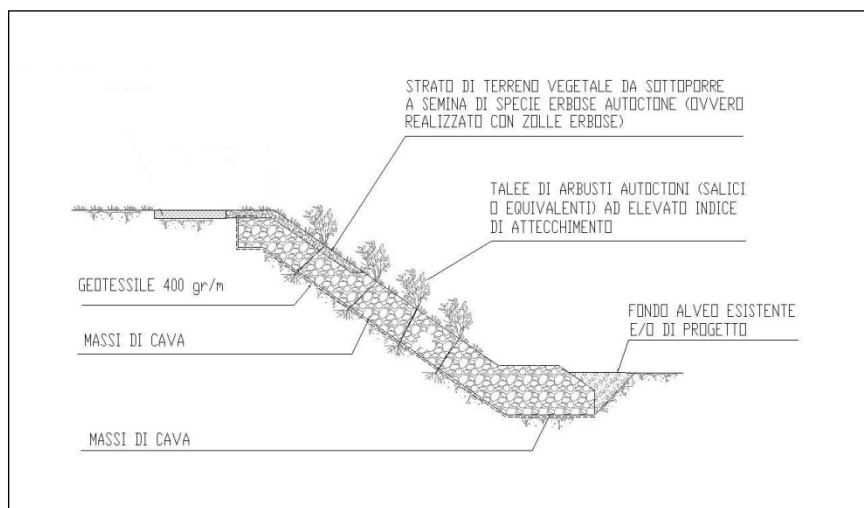 STRATO DI TERRENO VEGETALE DA SOTTOPORRE
A SEMINA DI SPECIE ERBOSE AUTOCTONE (OVVERO
REALIZZATO CON ZOLLE ERBOSE)
TALEE DI ARBUSTI AUTOCTONI (SALICI
O EQUIVALENTI) AD ELEVATO INDICE
DI ATTECCHIMENTO
GEOTESSILE 400 gr/m
FONDO ALVEO ESISTENTE
E/O DI PROGETTO
MASSI DI CAVA
MASSI DI CAVA